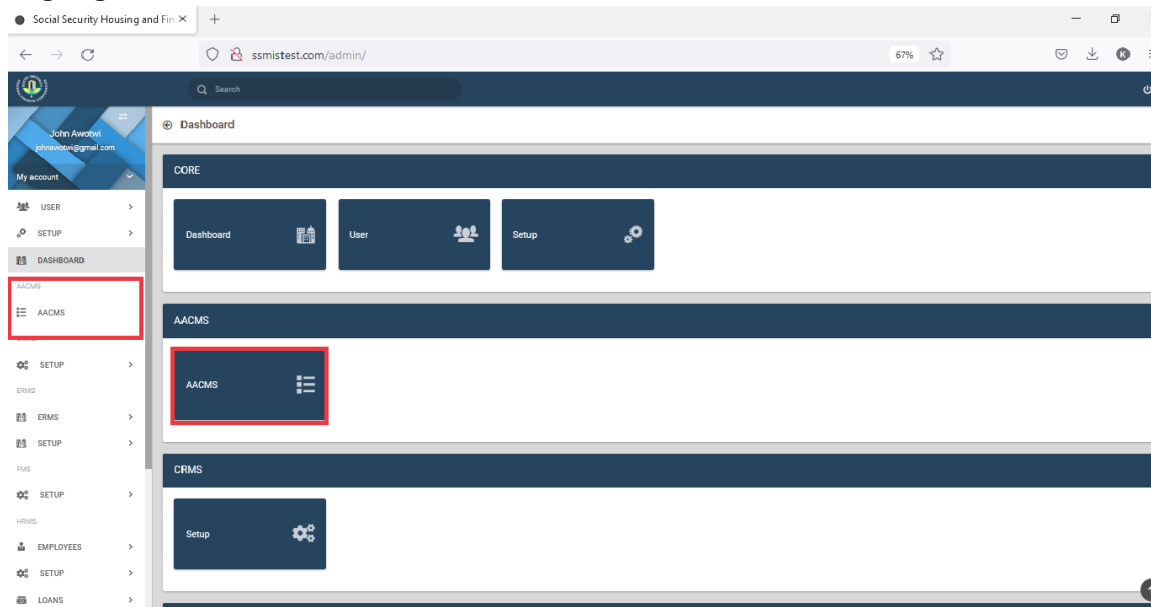 Social Security Housing and Fin
ssmistest.com/admin/
67%
K
Search
John Awotwi
johnawotwi@gmail.com
My account
USER
SETUP
DASHBOARD
AACMS
AACMS
SETUP
ERMS
ERMS
SETUP
FMS
SETUP
HRMS
EMPLOYEES
SETUP
LOANS
Dashboard
CORE
Dashboard
User
Setup
AACMS
AACMS
CRMS
Setup